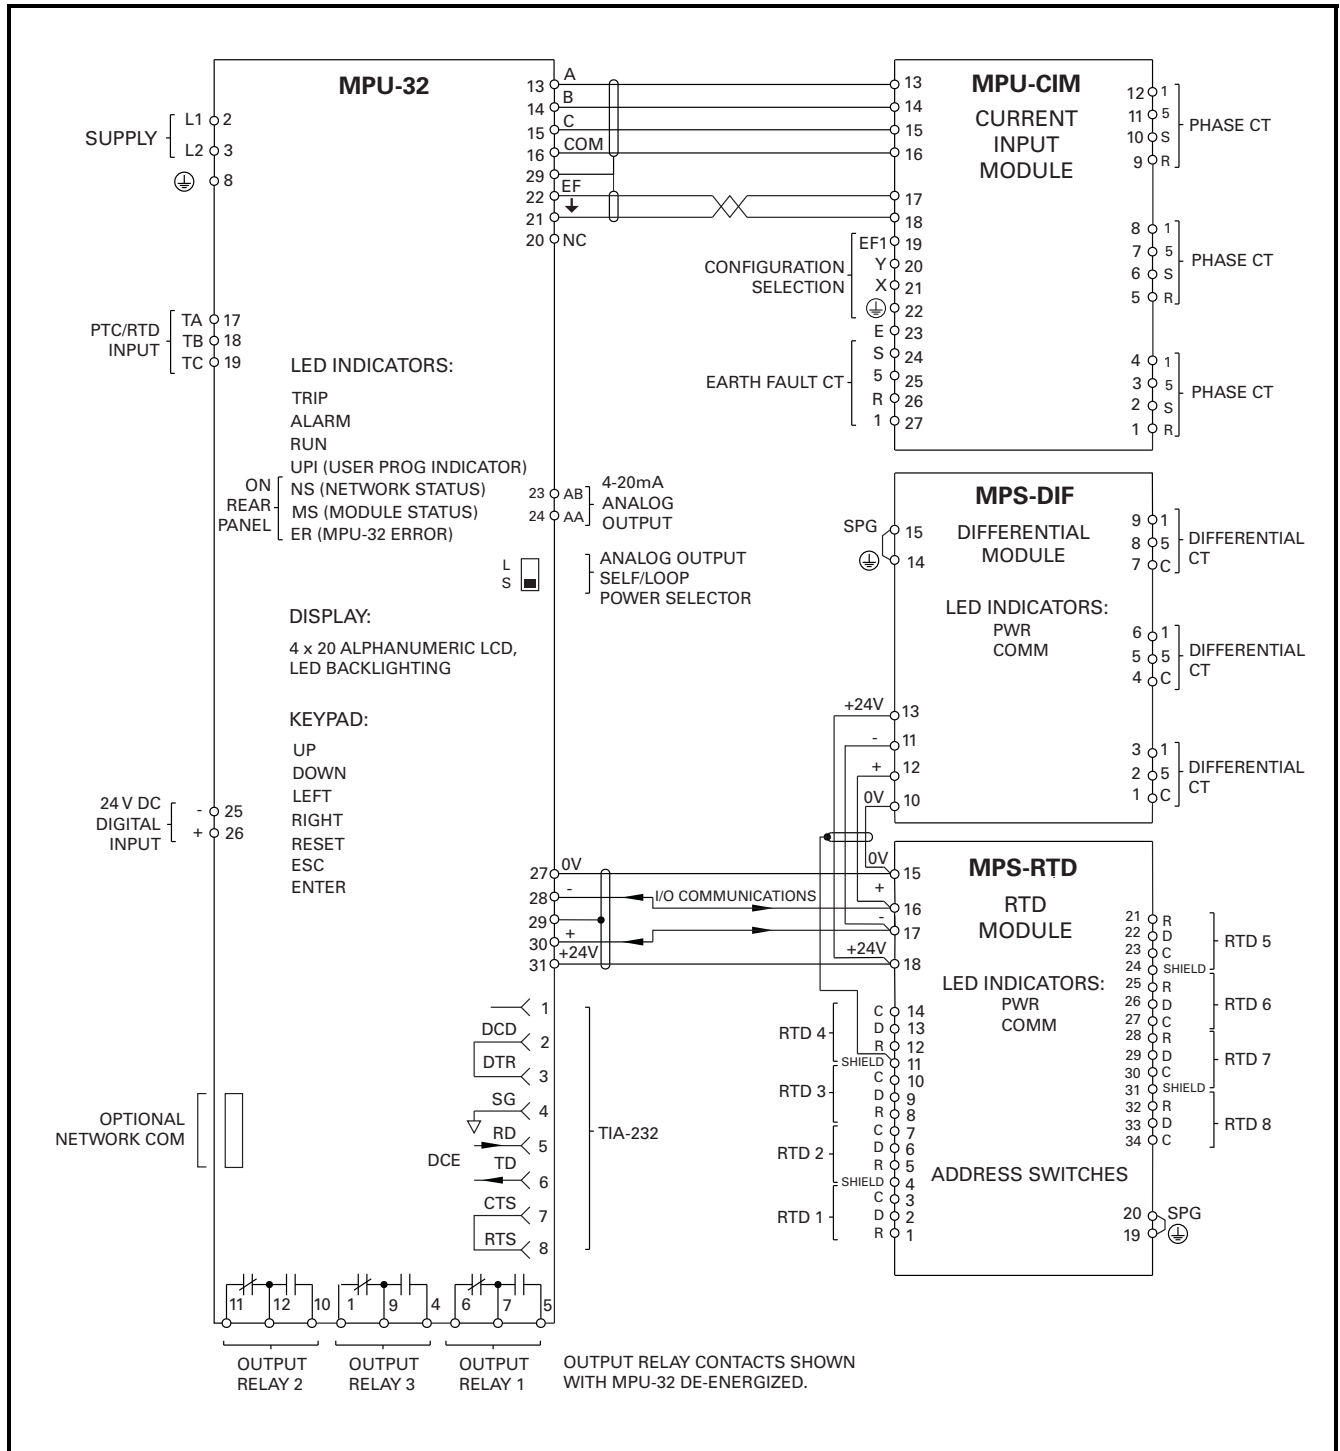 MPU-32
SUPPLY
L1 2
L2 3
8
PTC/RTD
INPUT
TA 17
TB 18
TC 19
LED INDICATORS:
TRIP
ALARM
RUN
UPI (USER PROG INDICATOR)
ON
REAR
PANEL
NS (NETWORK STATUS)
MS (MODULE STATUS)
ER (MPU-32 ERROR)
DISPLAY:
4 x 20 ALPHANUMERIC LCD,
LED BACKLIGHTING
KEYPAD:
UP
DOWN
LEFT
RIGHT
RESET
ESC
ENTER
24 V DC
DIGITAL
INPUT
- 25
+ 26
OPTIONAL
NETWORK COM
13 A
14 B
15 C
16 COM
29
22 EF
21
20 NC
23 AB
24 AA
4-20mA
ANALOG
OUTPUT
L
S
ANALOG OUTPUT
SELF/LOOP
POWER SELECTOR
27 0V
28 -
29
30 +
31 +24V
I/O COMMUNICATIONS
1
DCD 2
DTR 3
SG 4
RD 5
DCE
TD 6
CTS 7
RTS 8
TIA-232
11 12 10 1 9 4 6 7 5
OUTPUT
RELAY 2
OUTPUT
RELAY 3
OUTPUT
RELAY 1
OUTPUT RELAY CONTACTS SHOWN
WITH MPU-32 DE-ENERGIZED.
MPU-CIM
CURRENT
INPUT
MODULE
13
14
15
16
17
18
CONFIGURATION
SELECTION
EF1 19
Y 20
X 21
22
E 23
EARTH FAULT CT
S 24
5 25
R 26
1 27
12 1
11 5
10 S
9 R
PHASE CT
8 1
7 5
6 S
5 R
PHASE CT
4 1
3 5
2 S
1 R
PHASE CT
MPS-DIF
DIFFERENTIAL
MODULE
LED INDICATORS:
PWR
COMM
SPG 15
14
+24V 13
- 11
+ 12
0V 10
9 1
8 5
7 C
DIFFERENTIAL
CT
6 1
5 5
4 C
DIFFERENTIAL
CT
3 1
2 5
1 C
DIFFERENTIAL
CT
MPS-RTD
RTD
MODULE
LED INDICATORS:
PWR
COMM
ADDRESS SWITCHES
0V 15
+ 16
- 17
+24V 18
RTD 4
C 14
D 13
R 12
SHIELD 11
RTD 3
C 10
D 9
R 8
RTD 2
C 7
D 6
R 5
SHIELD 4
RTD 1
C 3
D 2
R 1
21 R
22 D
23 C
24 SHIELD
RTD 5
25 R
26 D
27 C
RTD 6
28 R
29 D
30 C
31 SHIELD
RTD 7
32 R
33 D
34 C
RTD 8
20 SPG
19